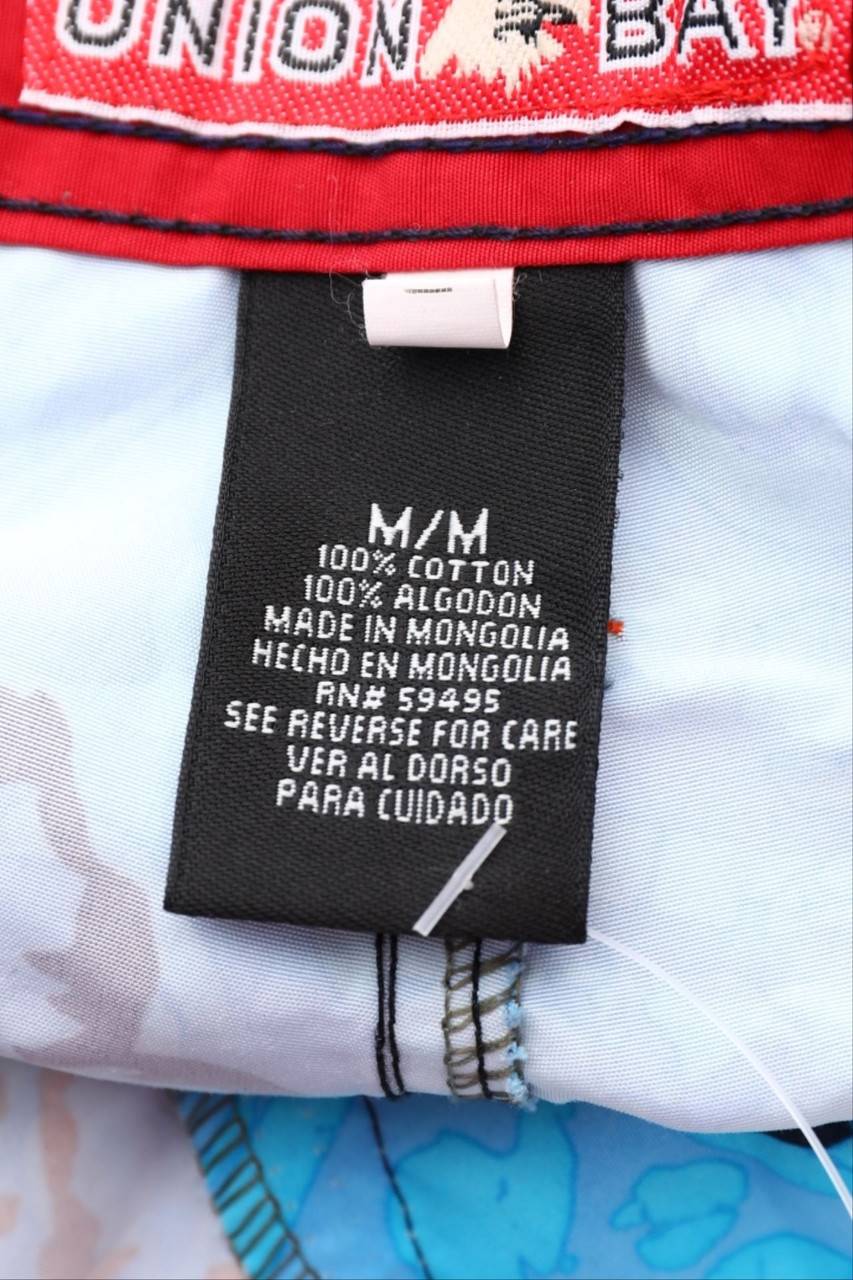 UNION BAY
M/M
100% COTTON
100% ALGODON
MADE IN MONGOLIA
HECHO EN MONGOLIA
RN# 59495
SEE REVERSE FOR CARE
VER AL DORSO
PARA CUIDADO